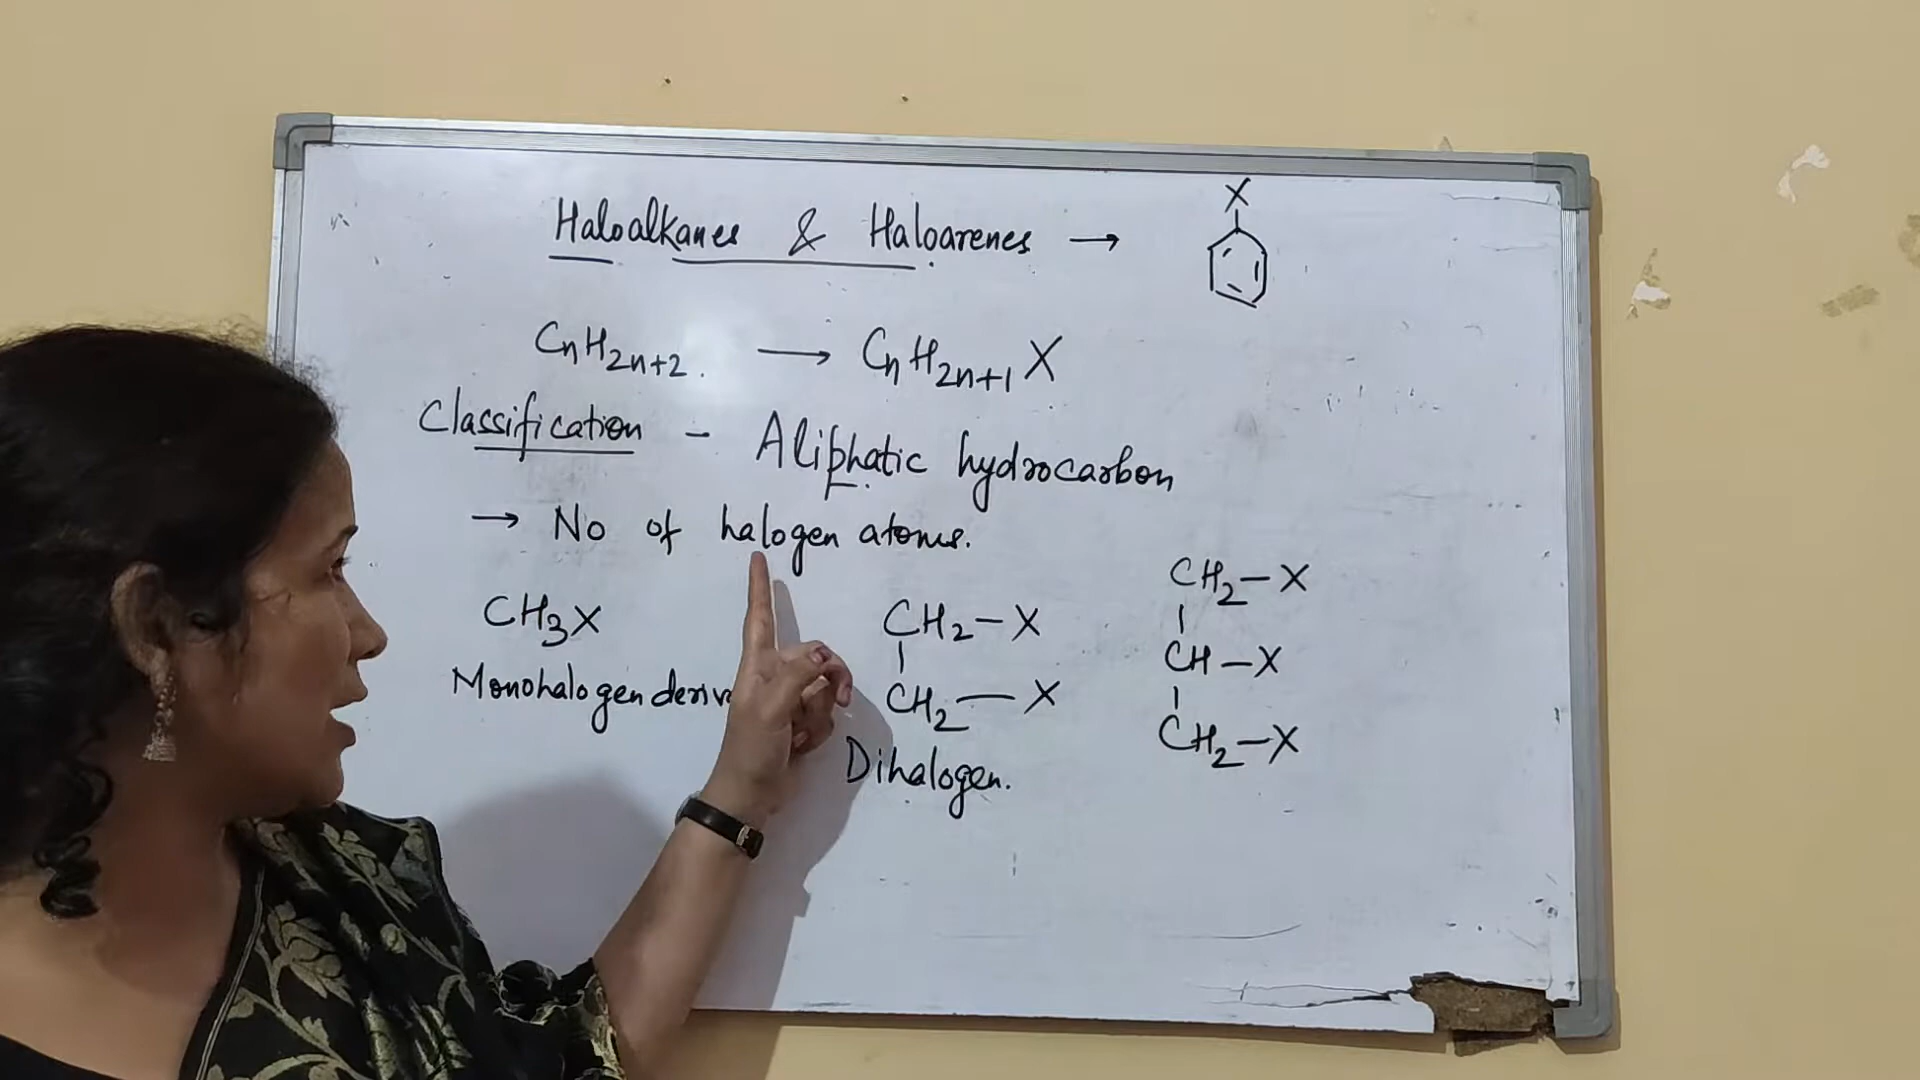 Haloalkanes & Haloarenes →
X
CnH2n+2. → CnH2n+1 X
Classification - Aliphatic hydrocarbon
→ No of halogen atoms.
CH3X
Monohalogen
CH2-X
CH2-X
Dihalogen.
CH2-X
CH-X
CH2-X